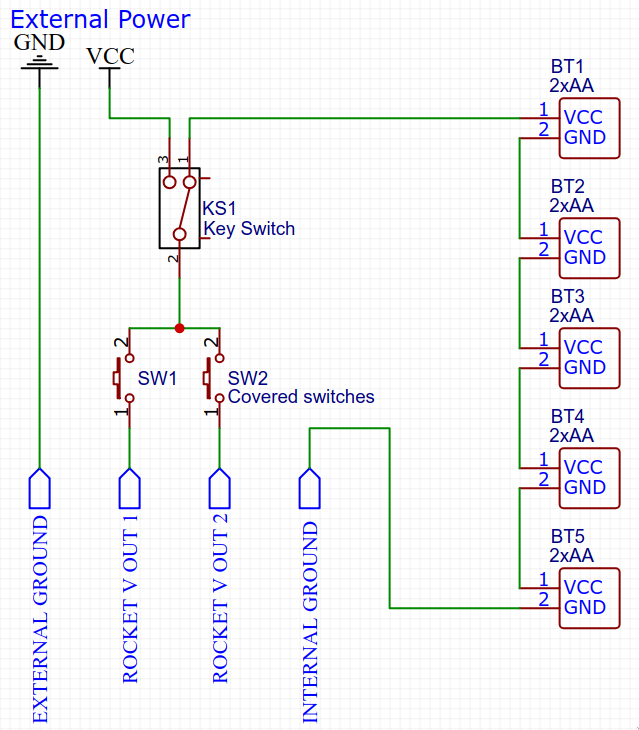 External Power
GND
VCC
3
1
KS1
Key Switch
2
2
SW1
1
2
SW2
Covered switches
1
EXTERNAL GROUND
ROCKET V OUT 1
ROCKET V OUT 2
INTERNAL GROUND
BT1
2xAA
1 VCC
2 GND
BT2
2xAA
1 VCC
2 GND
BT3
2xAA
1 VCC
2 GND
BT4
2xAA
1 VCC
2 GND
BT5
2xAA
1 VCC
2 GND